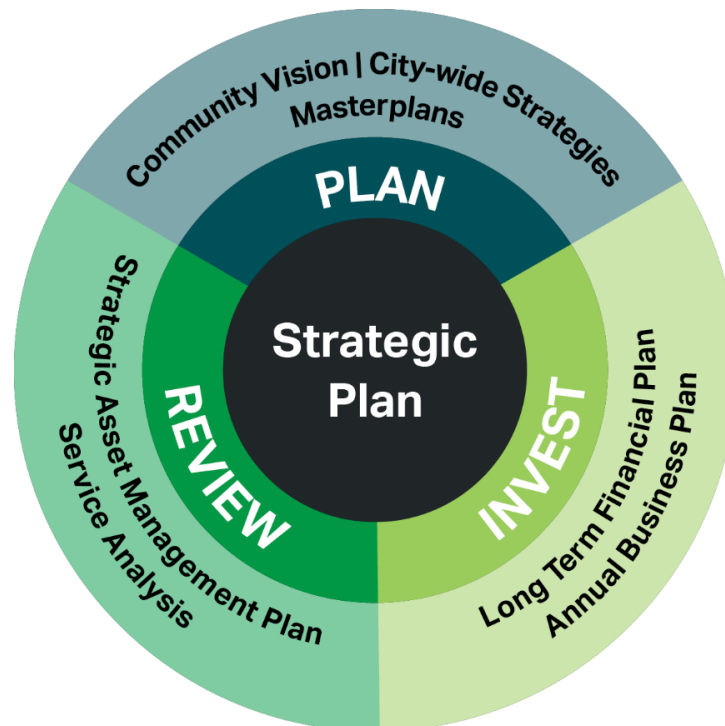 Community Vision | City-wide Strategies
Masterplans
PLAN
Strategic
Plan
REVIEW
Strategic Asset Management Plan
Service Analysis
INVEST
Long Term Financial Plan
Annual Business Plan